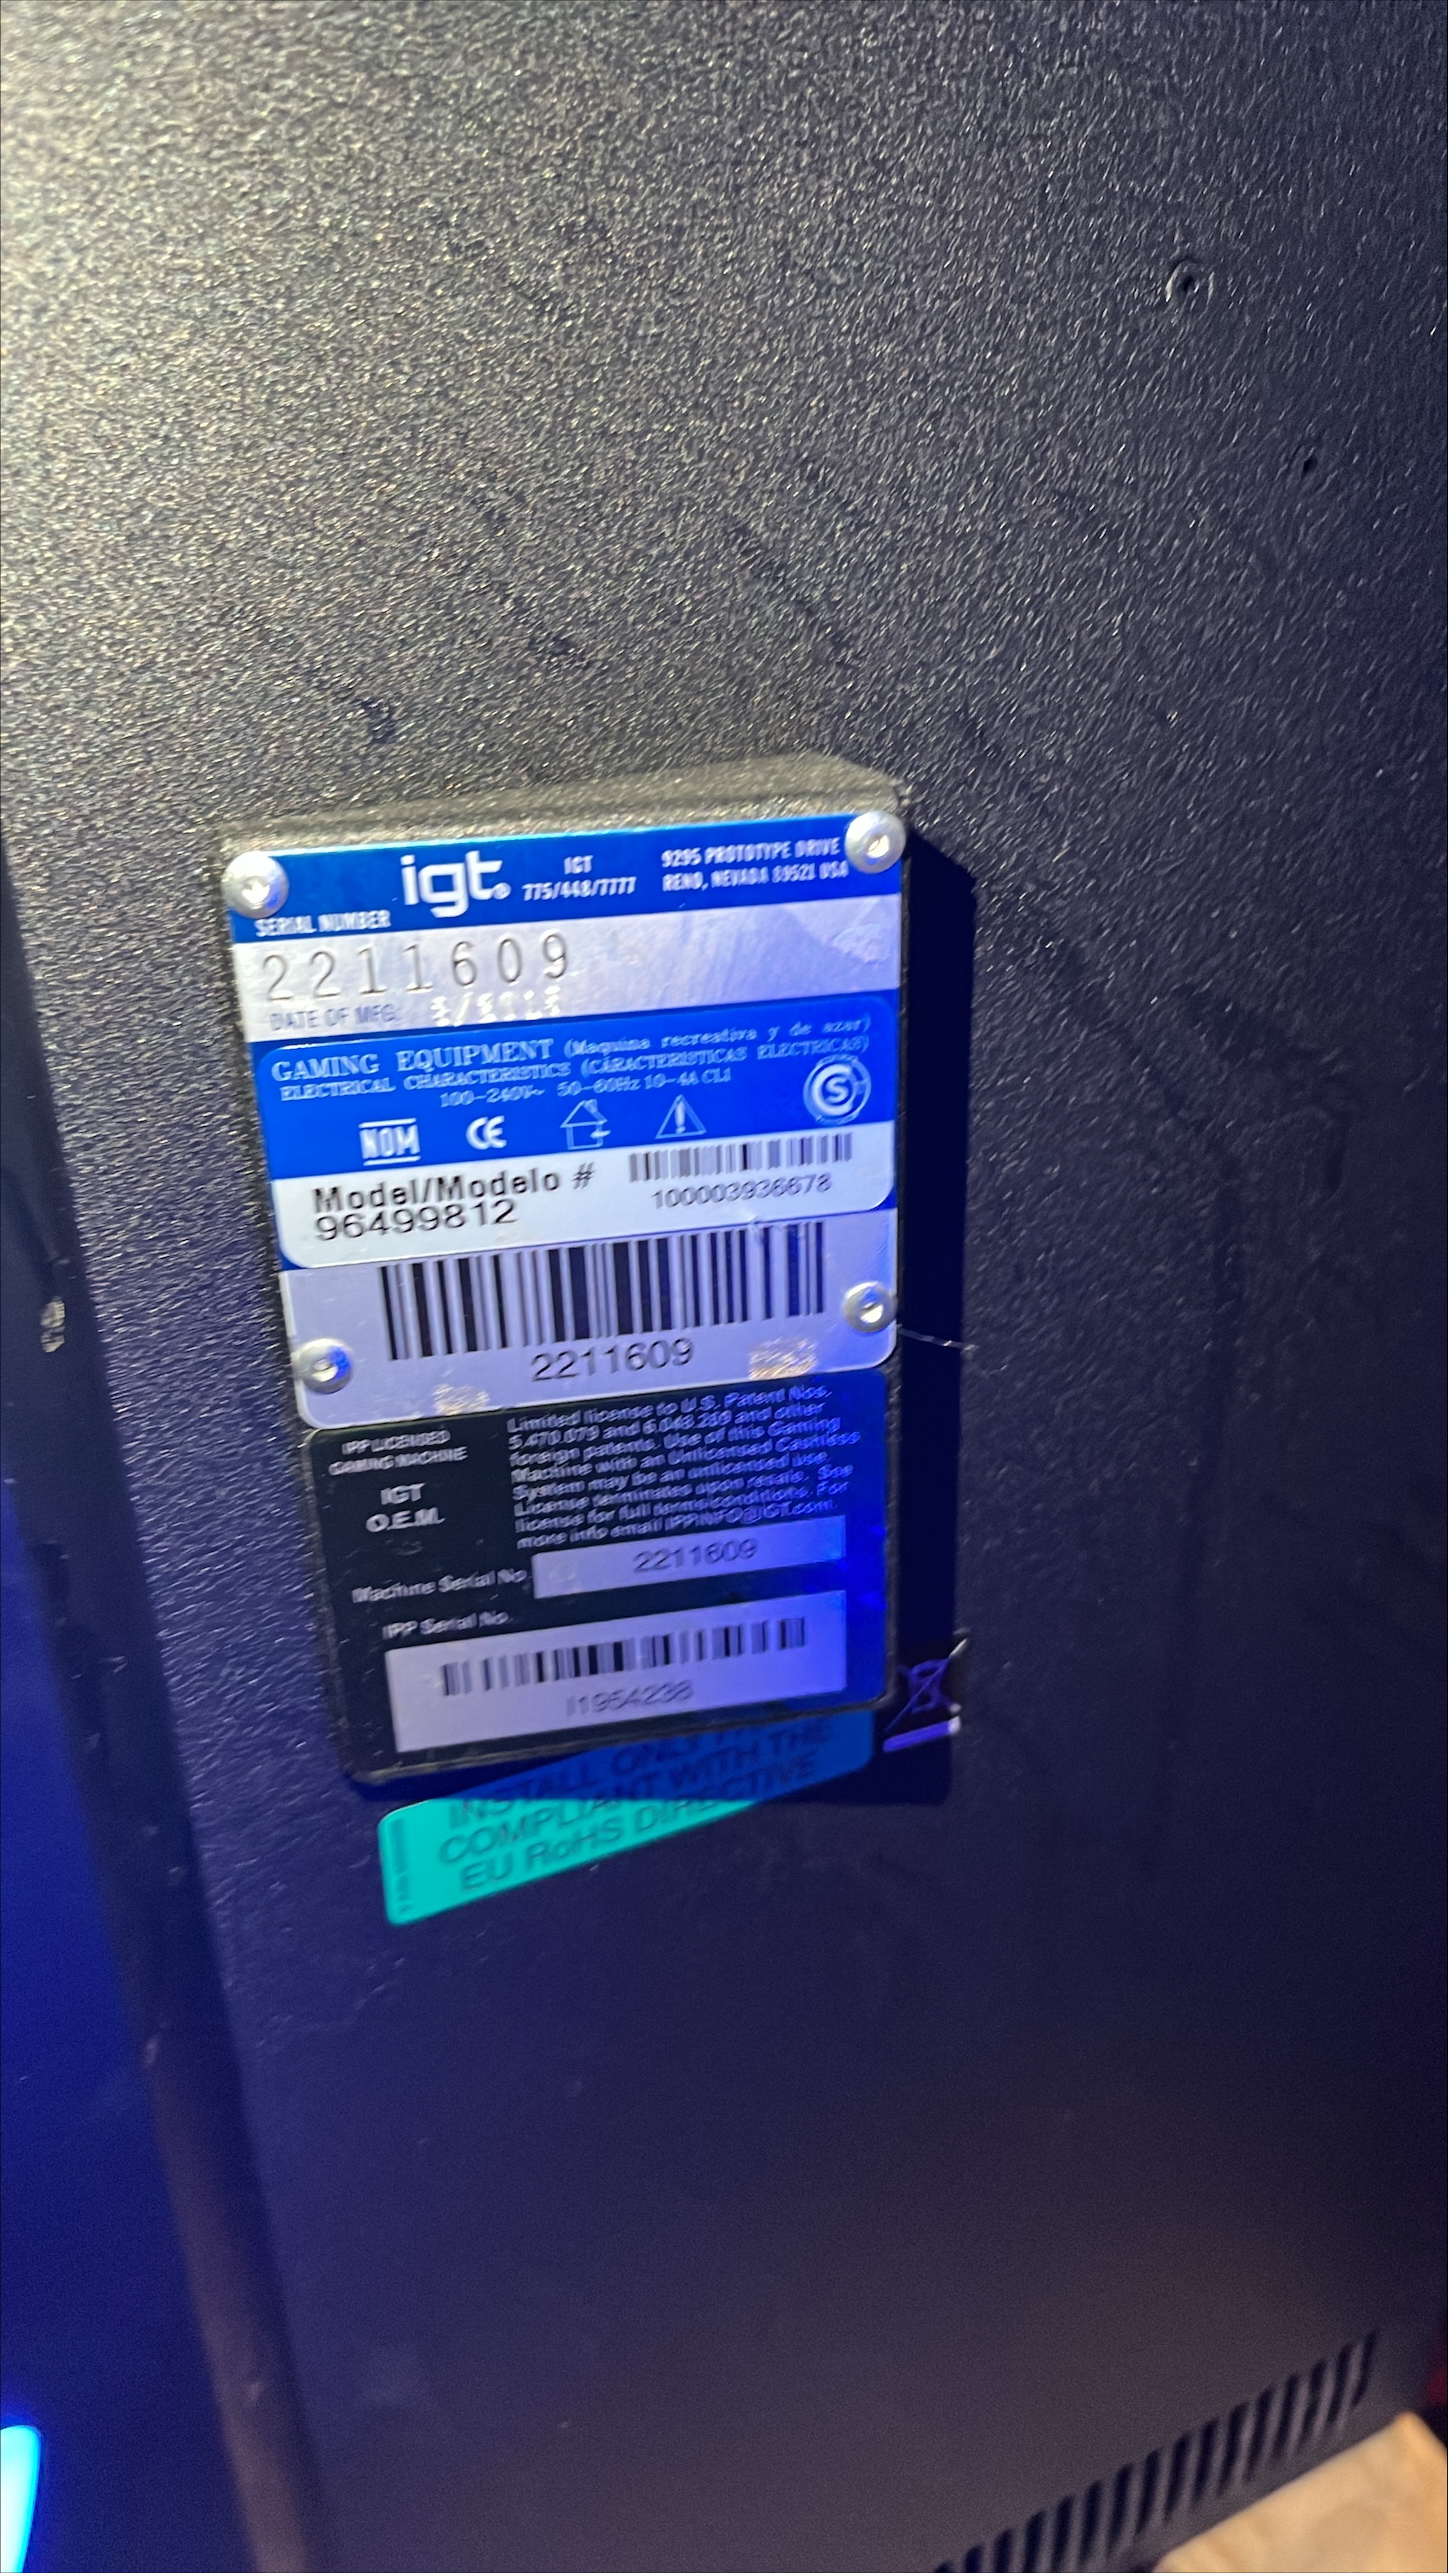 igt
IGT
775/448/7777
9295 PROTOTYPE DRIVE
RENO, NEVADA 89521 USA
SERIAL NUMBER
2211609
DATE OF MFG.
GAMING EQUIPMENT (Maquina recreativa y de azar)
ELECTRICAL CHARACTERISTICS (CARACTERISTICAS ELECTRICAS)
100-240V~ 50-60Hz 10-4A CL1
NOM CE
Model/Modelo #
96499812
100003936678
2211609
IPP LICENSED
GAMING MACHINE
IGT
O.E.M.
Limited license to U.S. Patent Nos.
5,470,079 and 6,048,269 and other
foreign patents. Use of this Gaming
Machine with an Unlicensed Cashless
System may be an unlicensed use.
License terminates upon resale. See
license for full terms/conditions. For
more info email IPPINFO@IGT.com.
Machine Serial No.
2211609
IPP Serial No.
I1954238
INSTALL ONLY
COMPLIANT WITH THE
EU RoHS DIRECTIVE